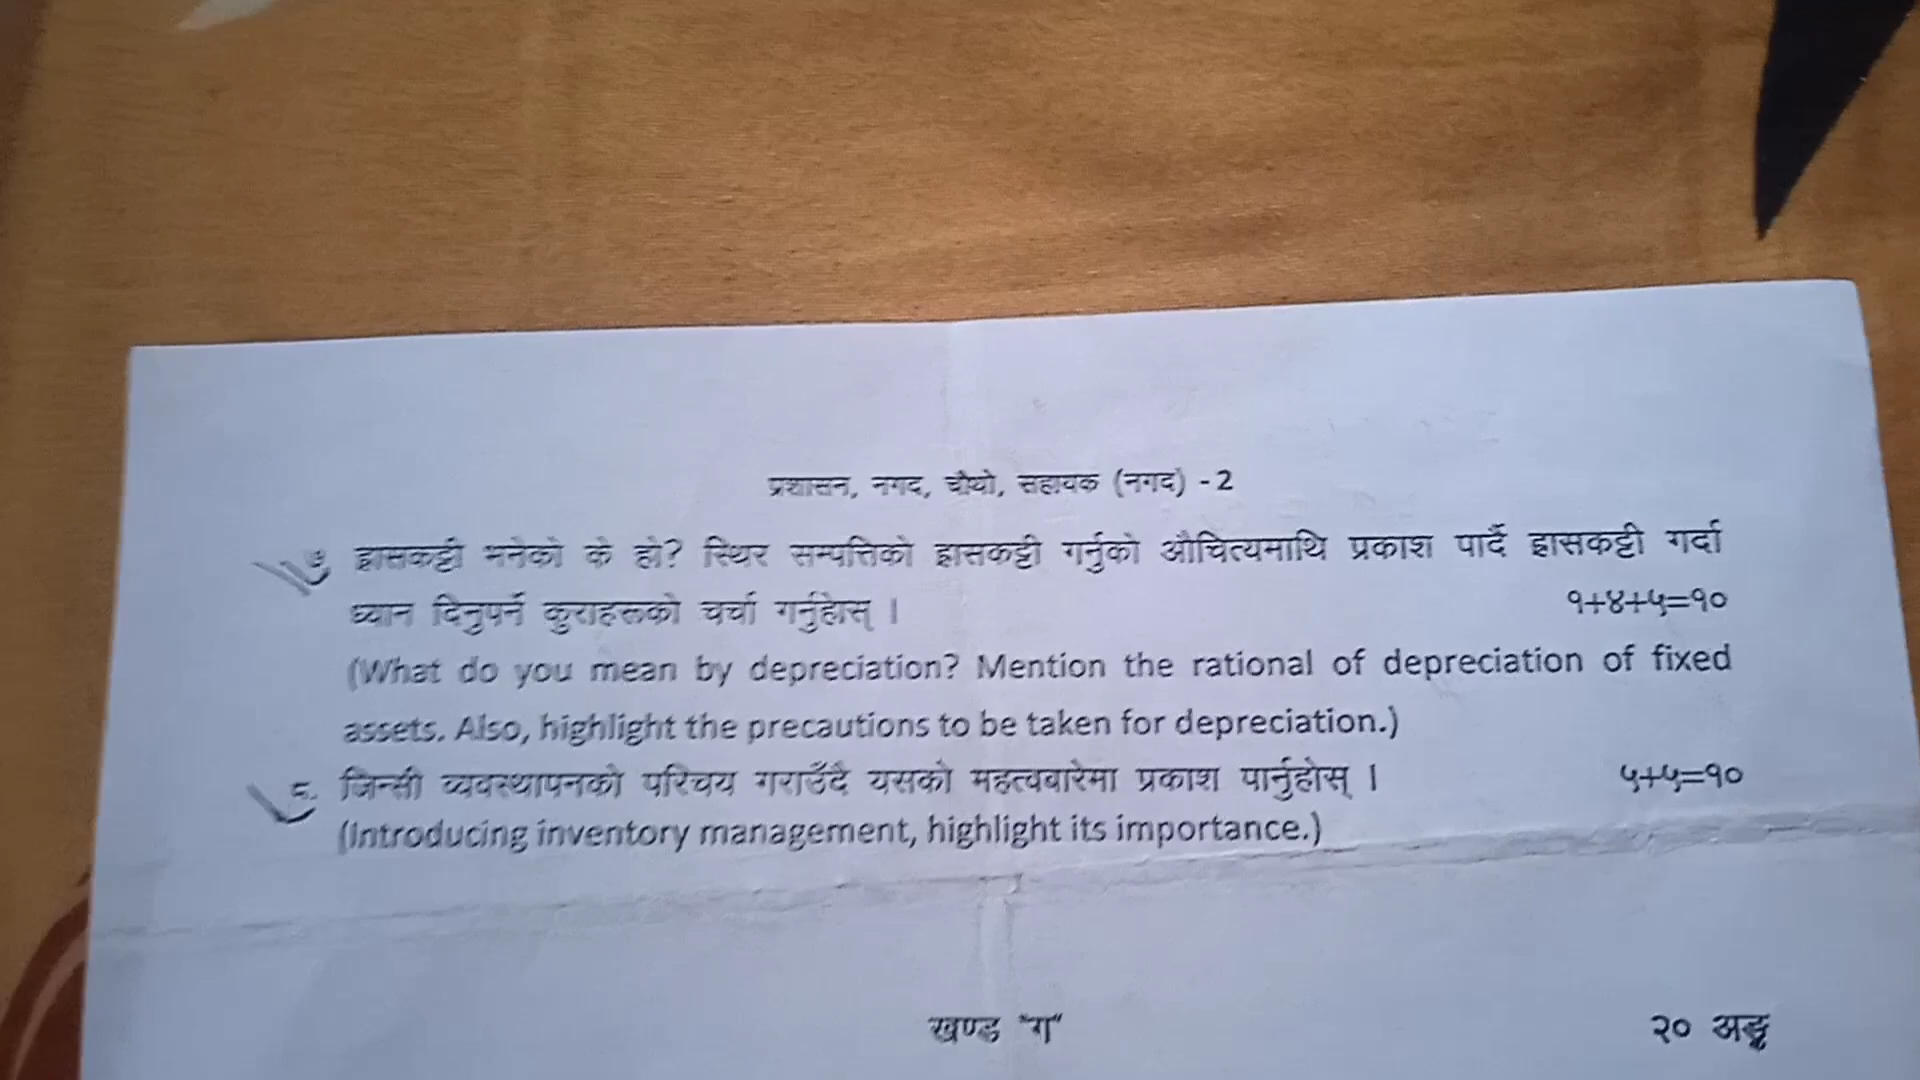 प्रशासन, नगद, चौथो, सहायक (नगद) - 2
ह्रासकट्टी भनेको के हो? स्थिर सम्पत्तिको ह्रासकट्टी गर्नुको औचित्यमाथि प्रकाश पार्दै ह्रासकट्टी गर्दा
ध्यान दिनुपर्ने कुराहरूको चर्चा गर्नुहोस् । १+४+५=१०
(What do you mean by depreciation? Mention the rational of depreciation of fixed
assets. Also, highlight the precautions to be taken for depreciation.)
८. जिन्सी व्यवस्थापनको परिचय गराउँदै यसको महत्वबारेमा प्रकाश पार्नुहोस् । ५+५=१०
(Introducing inventory management, highlight its importance.)
खण्ड "ग" २० अङ्क